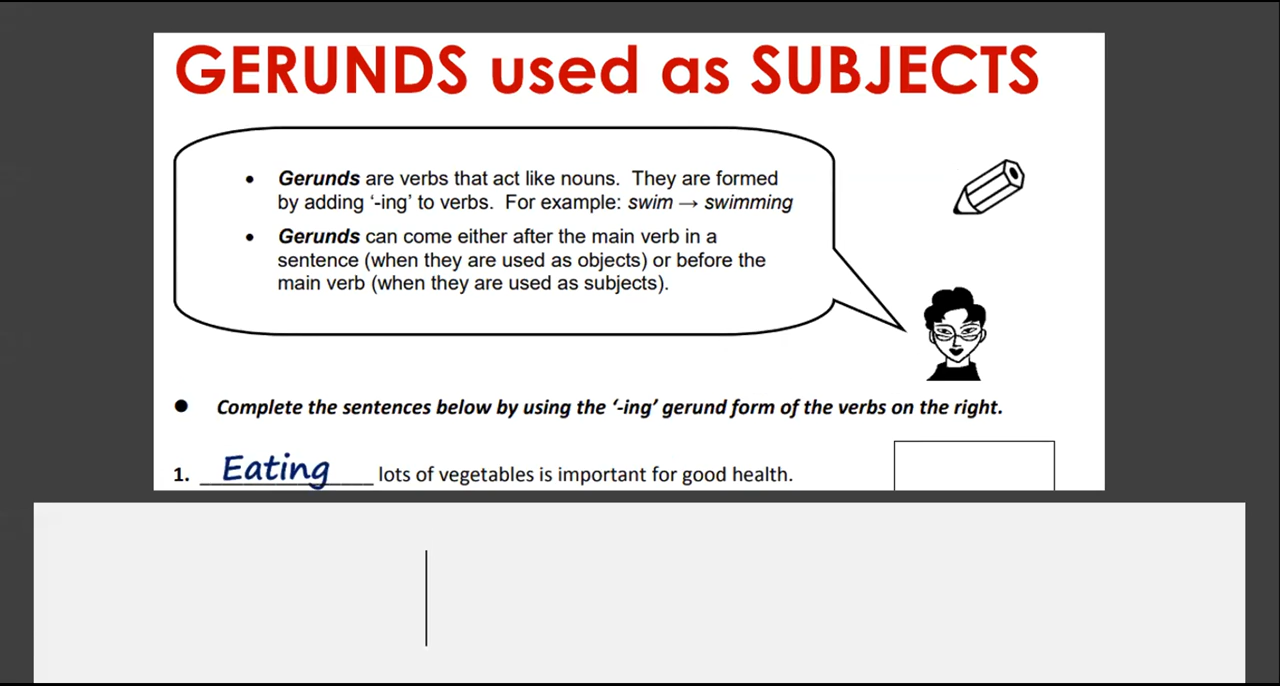 GERUNDS used as SUBJECTS
• Gerunds are verbs that act like nouns. They are formed
by adding ‘-ing’ to verbs. For example: swim → swimming
• Gerunds can come either after the main verb in a
sentence (when they are used as objects) or before the
main verb (when they are used as subjects).
● Complete the sentences below by using the ‘-ing’ gerund form of the verbs on the right.
1. Eating lots of vegetables is important for good health.